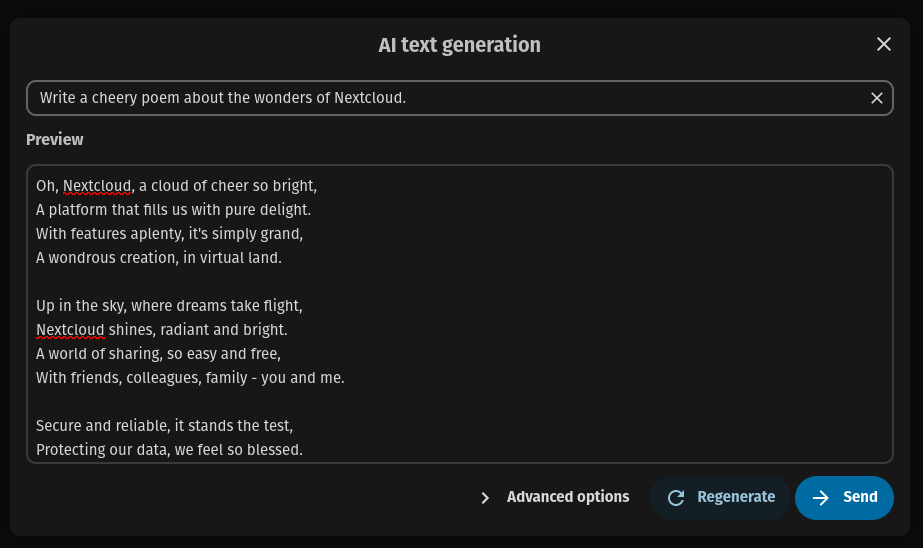 AI text generation
Write a cheery poem about the wonders of Nextcloud.
Preview
Oh, Nextcloud, a cloud of cheer so bright,
A platform that fills us with pure delight.
With features aplenty, it's simply grand,
A wondrous creation, in virtual land.
Up in the sky, where dreams take flight,
Nextcloud shines, radiant and bright.
A world of sharing, so easy and free,
With friends, colleagues, family - you and me.
Secure and reliable, it stands the test,
Protecting our data, we feel so blessed.
Advanced options
Regenerate
Send